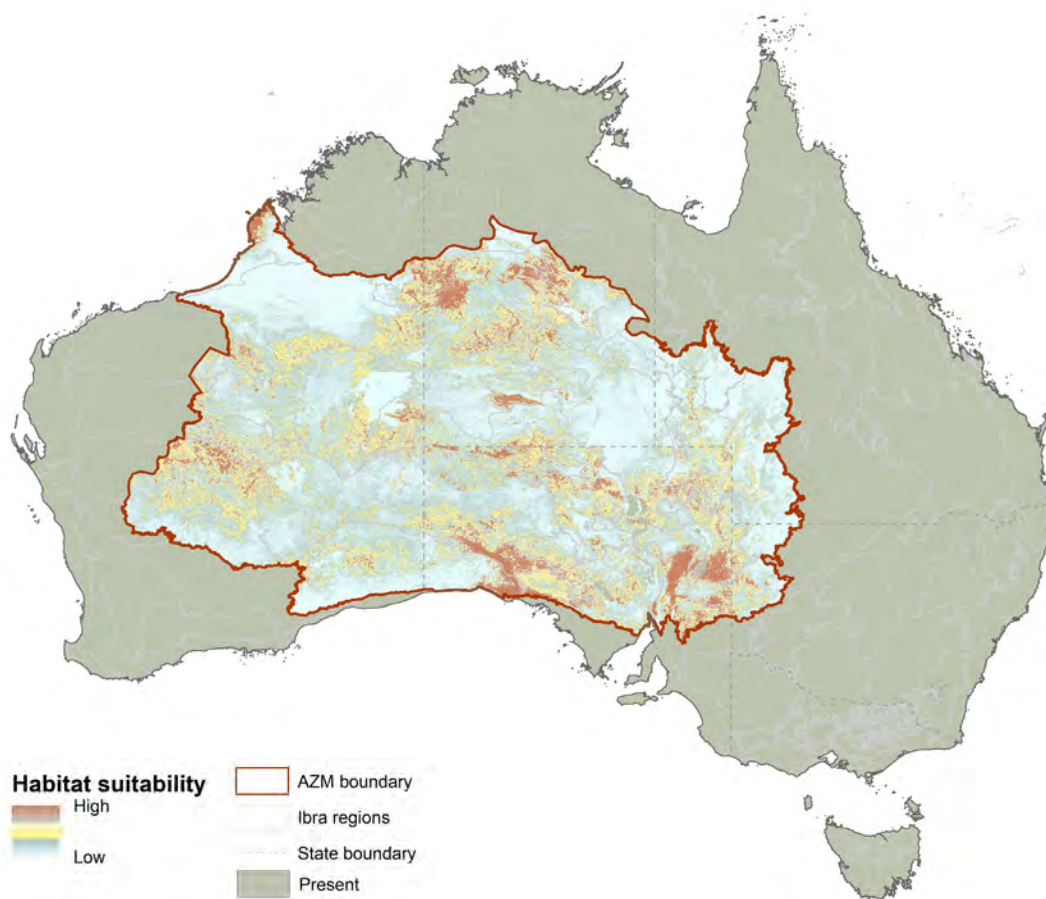 Habitat suitability
High
Low
AZM boundary
Ibra regions
State boundary
Present